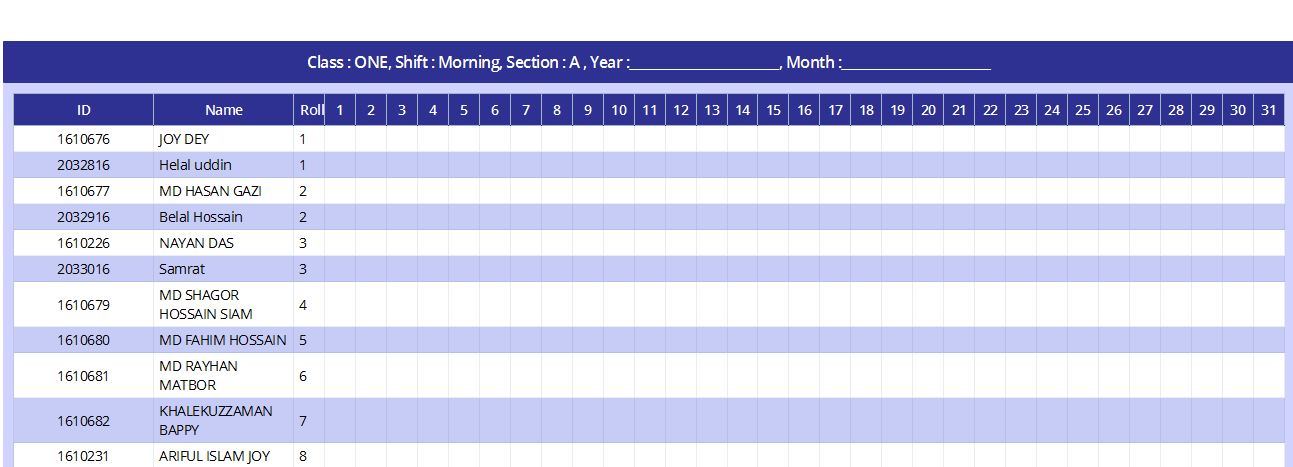 Class : ONE, Shift : Morning, Section : A , Year :____________________, Month :____________________
ID Name Roll 1 2 3 4 5 6 7 8 9 10 11 12 13 14 15 16 17 18 19 20 21 22 23 24 25 26 27 28 29 30 31
1610676 JOY DEY 1
2032816 Helal uddin 1
1610677 MD HASAN GAZI 2
2032916 Belal Hossain 2
1610226 NAYAN DAS 3
2033016 Samrat 3
1610679 MD SHAGOR
HOSSAIN SIAM 4
1610680 MD FAHIM HOSSAIN 5
1610681 MD RAYHAN
MATBOR 6
1610682 KHALEKUZZAMAN
BAPPY 7
1610231 ARIFUL ISLAM JOY 8